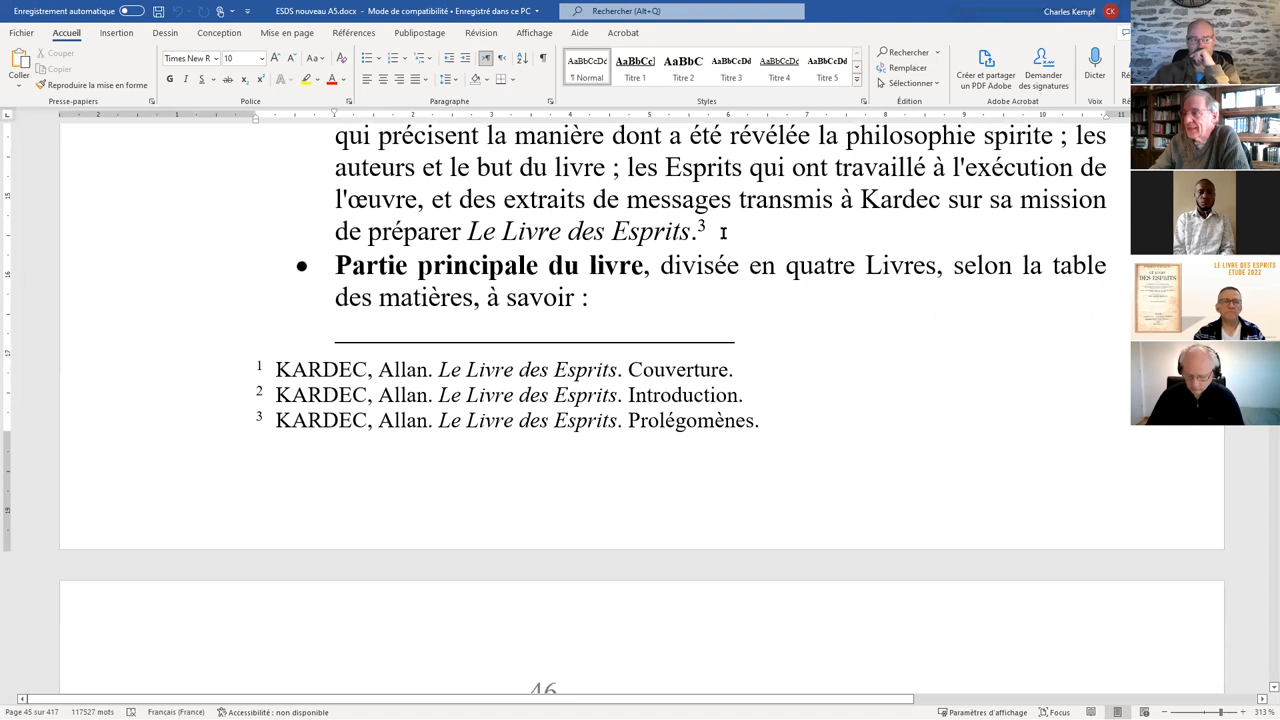 Enregistrement automatique
ESDS nouveau A5.docx - Mode de compatibilité • Enregistré dans ce PC
Rechercher (Alt+Q)
Charles Kempf
CK
Fichier
Accueil
Insertion
Dessin
Conception
Mise en page
Références
Publipostage
Révision
Affichage
Aide
Acrobat
Coller
Couper
Copier
Reproduire la mise en forme
Presse-papiers
Times New R
10
G I S
Police
Paragraphe
AaBbCcDc
¶ Normal
AaBbCc
Titre 1
AaBbC
Titre 2
AaBbCcDd
Titre 3
AaBbCcDd
Titre 4
AaBbCcDd
Titre 5
Styles
Rechercher
Remplacer
Sélectionner
Édition
Créer et partager
un PDF Adobe
Demander
des signatures
Adobe Acrobat
Dicter
Voix
qui précisent la manière dont a été révélée la philosophie spirite ; les
auteurs et le but du livre ; les Esprits qui ont travaillé à l'exécution de
l'œuvre, et des extraits de messages transmis à Kardec sur sa mission
de préparer Le Livre des Esprits.³
● Partie principale du livre, divisée en quatre Livres, selon la table
des matières, à savoir :
1 KARDEC, Allan. Le Livre des Esprits. Couverture.
2 KARDEC, Allan. Le Livre des Esprits. Introduction.
3 KARDEC, Allan. Le Livre des Esprits. Prolégomènes.
46
LE LIVRE DES ESPRITS
ETUDE 2022
Page 45 sur 417
117527 mots
Français (France)
Accessibilité : non disponible
Paramètres d'affichage
Focus
313 %